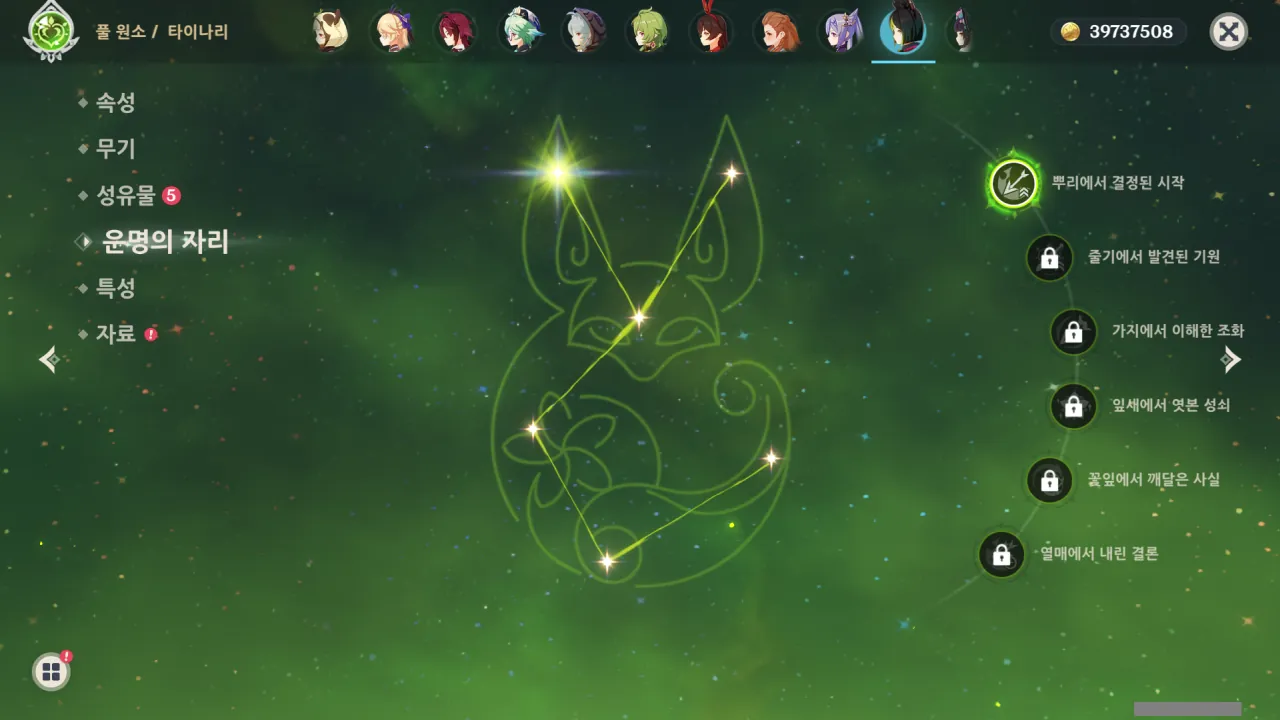 풀 원소 / 타이나리
39737508
속성
무기
성유물 5
운명의 자리
특성
자료 !
뿌리에서 결정된 시작
줄기에서 발견된 기원
가지에서 이해한 조화
잎새에서 엿본 성쇠
꽃잎에서 깨달은 사실
열매에서 내린 결론
!